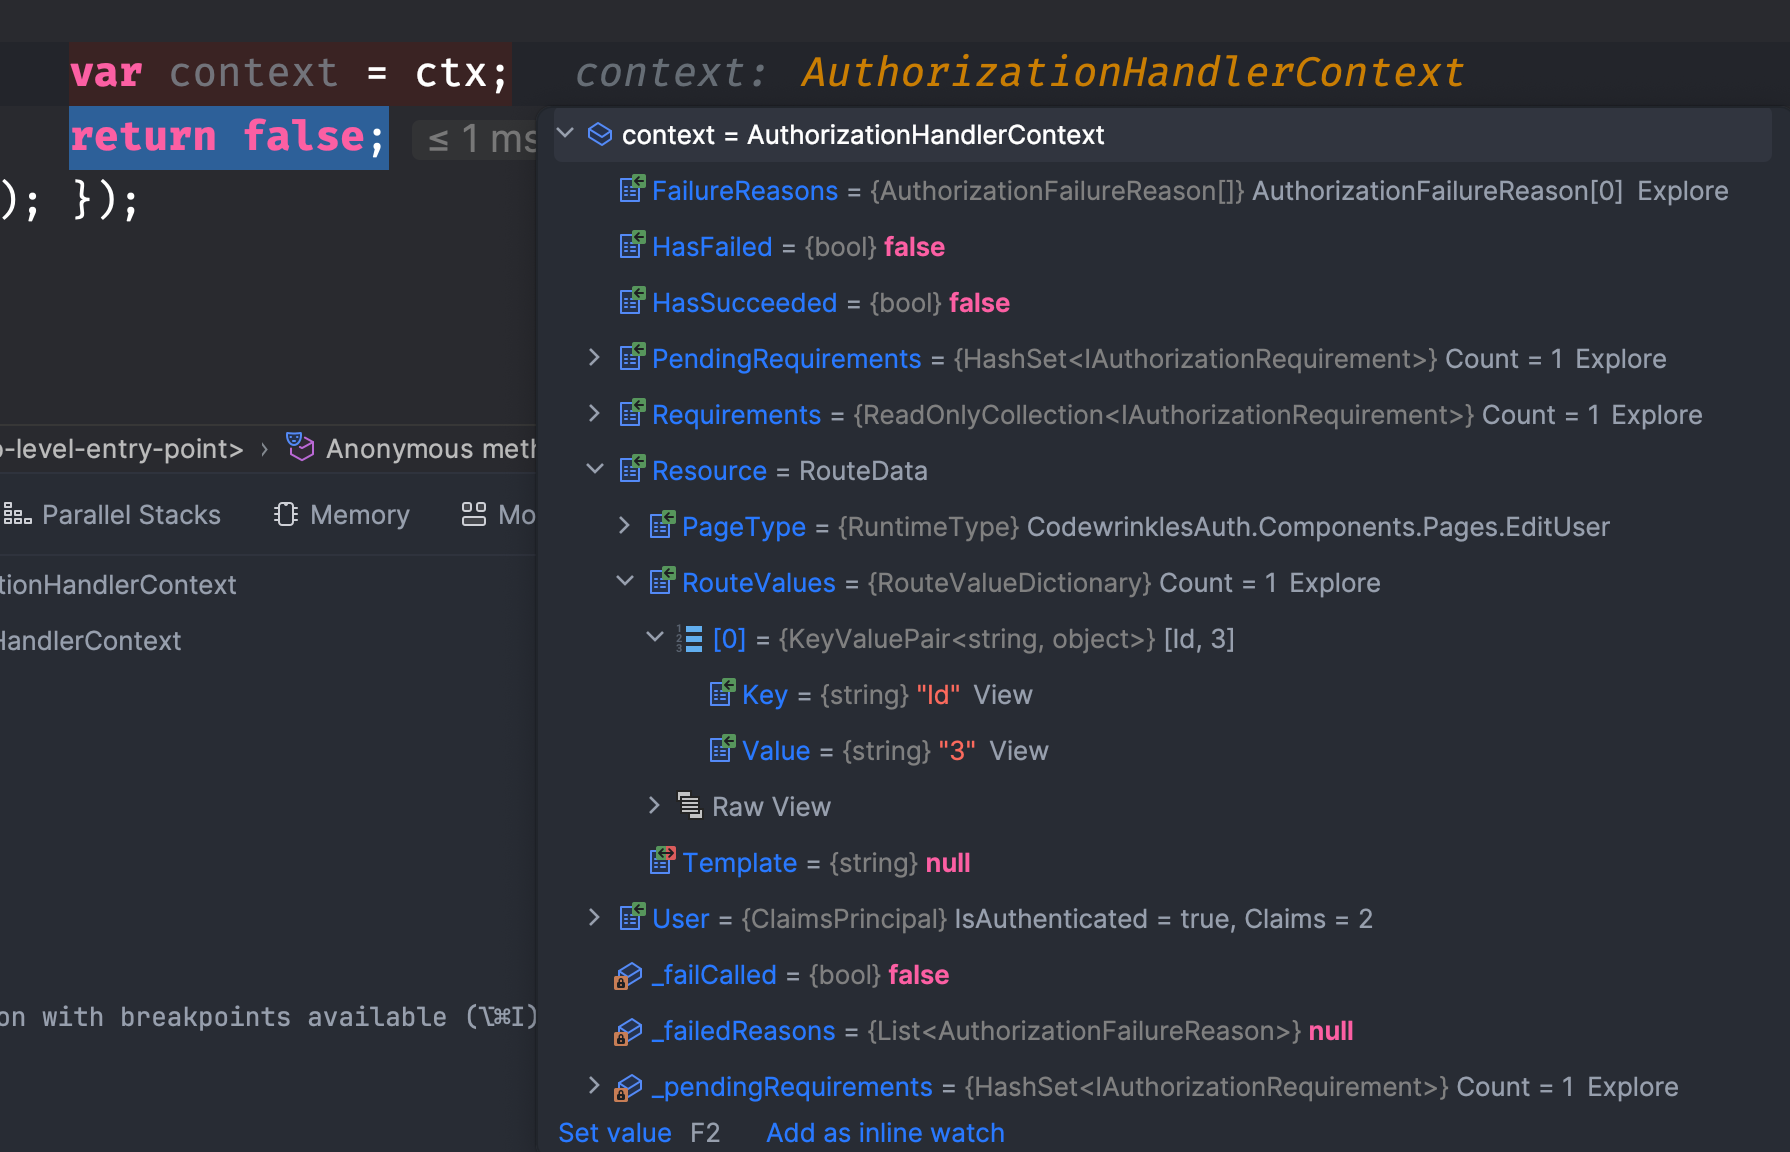 var context = ctx; context: AuthorizationHandlerContext
return false; ≤ 1 ms
); });
context = AuthorizationHandlerContext
FailureReasons = {AuthorizationFailureReason[]} AuthorizationFailureReason[0] Explore
HasFailed = {bool} false
HasSucceeded = {bool} false
PendingRequirements = {HashSet<IAuthorizationRequirement>} Count = 1 Explore
Requirements = {ReadOnlyCollection<IAuthorizationRequirement>} Count = 1 Explore
Resource = RouteData
PageType = {RuntimeType} CodewrinklesAuth.Components.Pages.EditUser
RouteValues = {RouteValueDictionary} Count = 1 Explore
[0] = {KeyValuePair<string, object>} [Id, 3]
Key = {string} "Id" View
Value = {string} "3" View
Raw View
Template = {string} null
User = {ClaimsPrincipal} IsAuthenticated = true, Claims = 2
_failCalled = {bool} false
_failedReasons = {List<AuthorizationFailureReason>} null
_pendingRequirements = {HashSet<IAuthorizationRequirement>} Count = 1 Explore
Set value F2 Add as inline watch
-level-entry-point> › Anonymous meth
Parallel Stacks Memory Mo
tionHandlerContext
HandlerContext
on with breakpoints available (⌥⌘I)